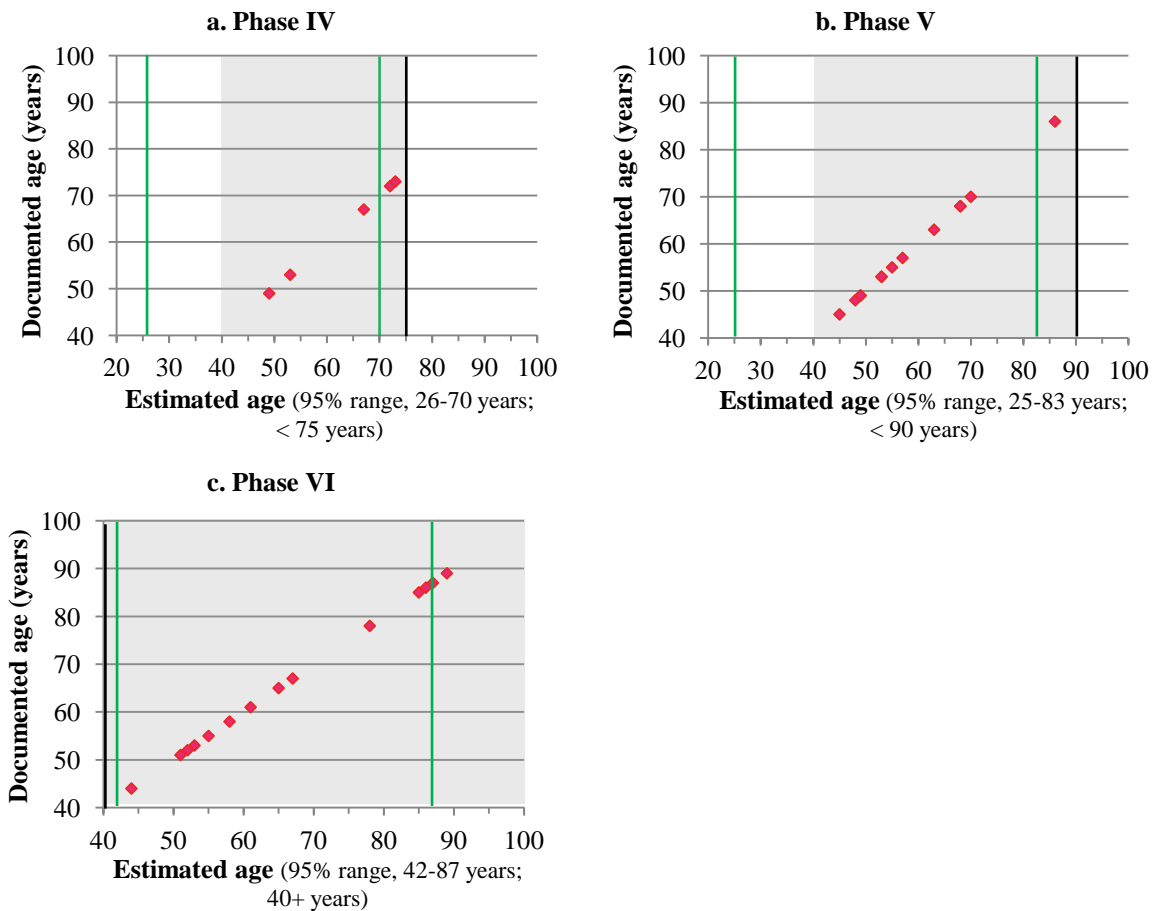 a. Phase IV
Documented age (years)
100
90
80
70
60
50
40
20 30 40 50 60 70 80 90 100
Estimated age (95% range, 26-70 years;
< 75 years)
b. Phase V
Documented age (years)
100
90
80
70
60
50
40
20 30 40 50 60 70 80 90 100
Estimated age (95% range, 25-83 years;
< 90 years)
c. Phase VI
Documented age (years)
100
90
80
70
60
50
40
40 50 60 70 80 90 100
Estimated age (95% range, 42-87 years;
40+ years)